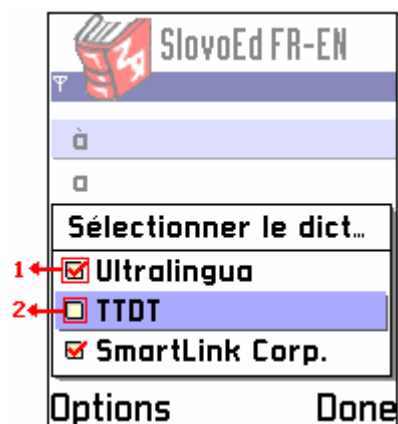 SlovoEd FR-EN
à
a
Sélectionner le dict…
1 Ultralingua
2 TTDT
SmartLink Corp.
Options Done